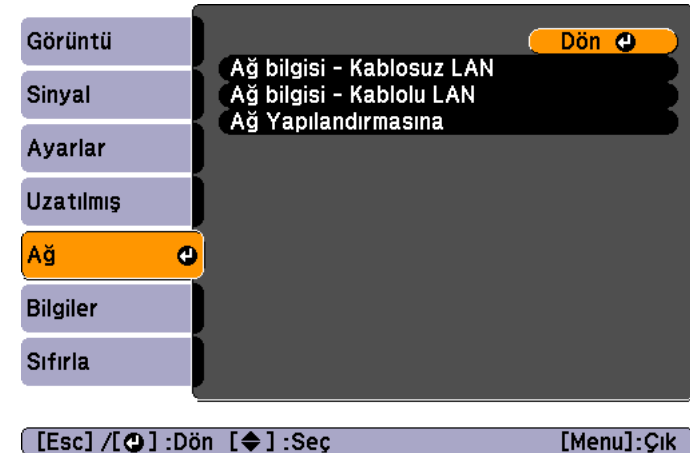 Görüntü
Sinyal
Ayarlar
Uzatılmış
Ağ
Bilgiler
Sıfırla
Dön
Ağ bilgisi - Kablosuz LAN
Ağ bilgisi - Kablolu LAN
Ağ Yapılandırmasına
[Esc] /[⏎] :Dön [◆] :Seç [Menu]:Çık